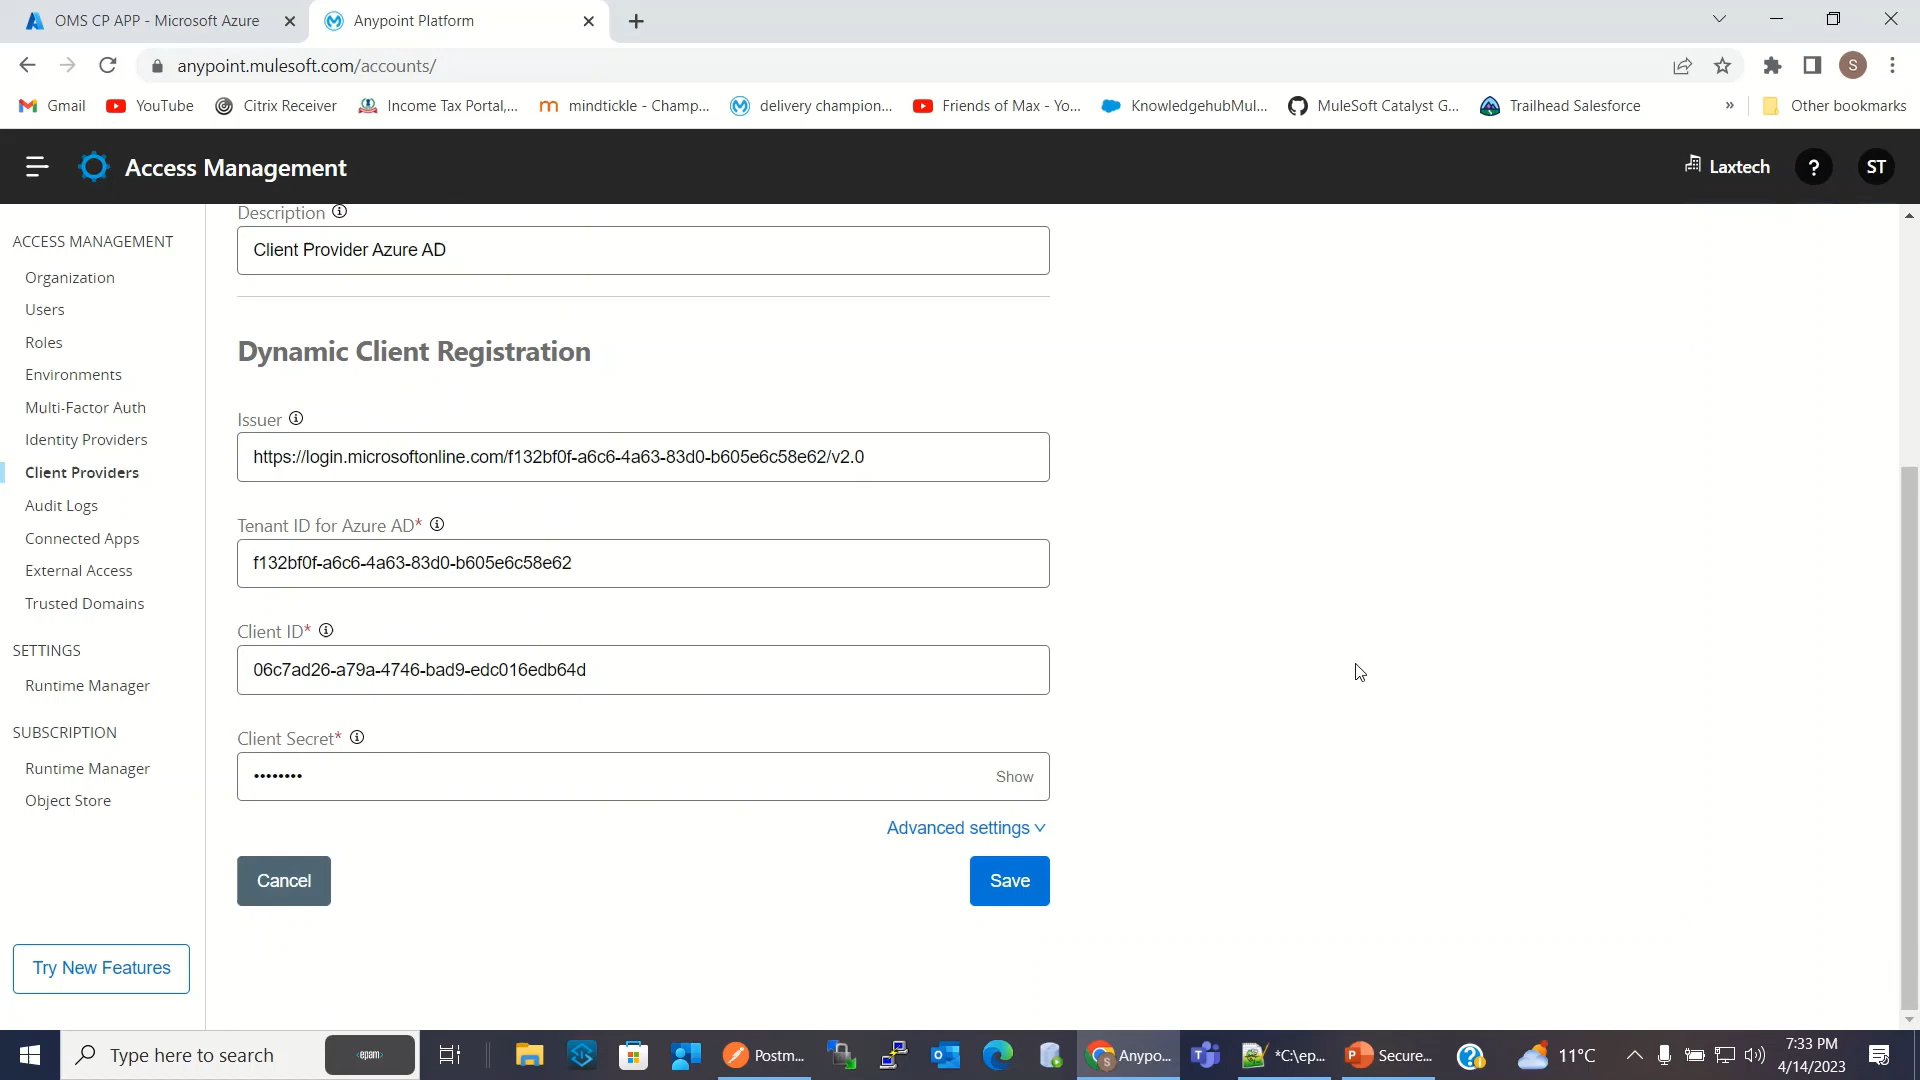 OMS CP APP - Microsoft Azure
Anypoint Platform
anypoint.mulesoft.com/accounts/
S
Gmail
YouTube
Citrix Receiver
Income Tax Portal,...
mindtickle - Champ...
delivery champion...
Friends of Max - Yo...
KnowledgehubMul...
MuleSoft Catalyst G...
Trailhead Salesforce
»
Other bookmarks
Access Management
Laxtech
?
ST
ACCESS MANAGEMENT
Organization
Users
Roles
Environments
Multi-Factor Auth
Identity Providers
Client Providers
Audit Logs
Connected Apps
External Access
Trusted Domains
SETTINGS
Runtime Manager
SUBSCRIPTION
Runtime Manager
Object Store
Try New Features
Description
Client Provider Azure AD
Dynamic Client Registration
Issuer
https://login.microsoftonline.com/f132bf0f-a6c6-4a63-83d0-b605e6c58e62/v2.0
Tenant ID for Azure AD*
f132bf0f-a6c6-4a63-83d0-b605e6c58e62
Client ID*
06c7ad26-a79a-4746-bad9-edc016edb64d
Client Secret*
••••••••
Show
Advanced settings
Cancel
Save
Type here to search
<epam>
Postm...
Anypo...
*C:\ep...
Secure...
11°C
7:33 PM
4/14/2023